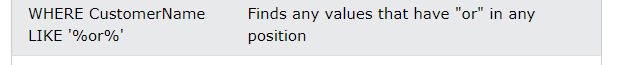 WHERE CustomerName
LIKE '%or%'
Finds any values that have "or" in any
position